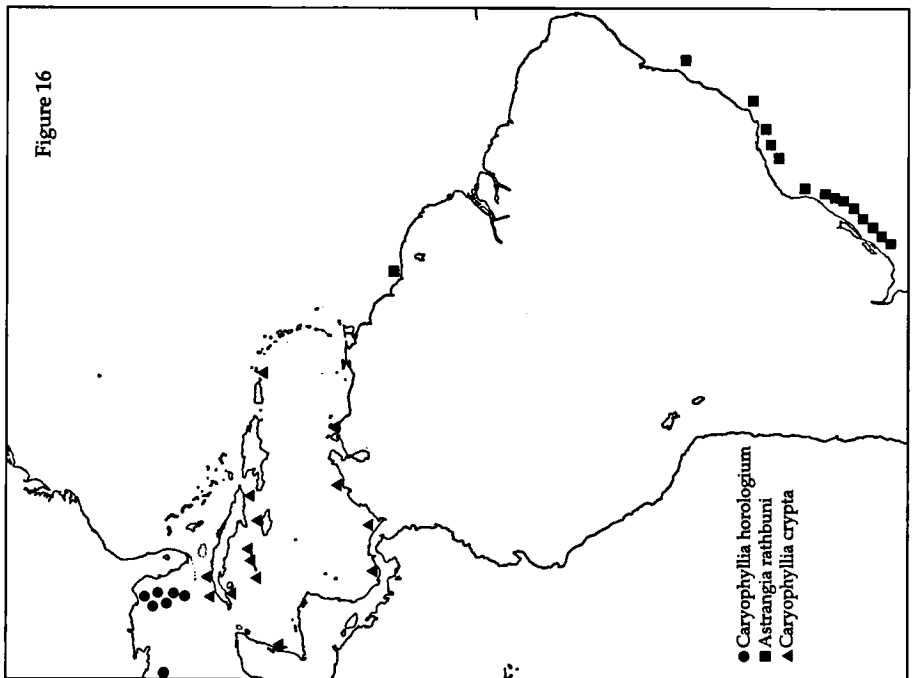 Figure 16
Caryophyllia horologium
Astrangia rathbuni
Caryophyllia crypta